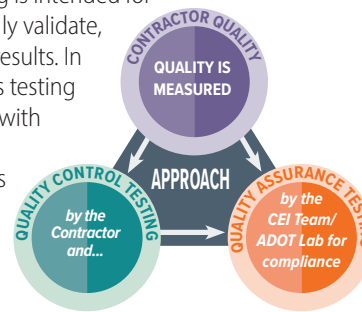 g is intended for
ly validate,
results. In
s testing
with
s
CONTRACTOR QUALITY
QUALITY IS
MEASURED
APPROACH
QUALITY CONTROL TESTING
by the
Contractor
and...
QUALITY ASSURANCE TESTING
by the
CEI Team/
ADOT Lab for
compliance